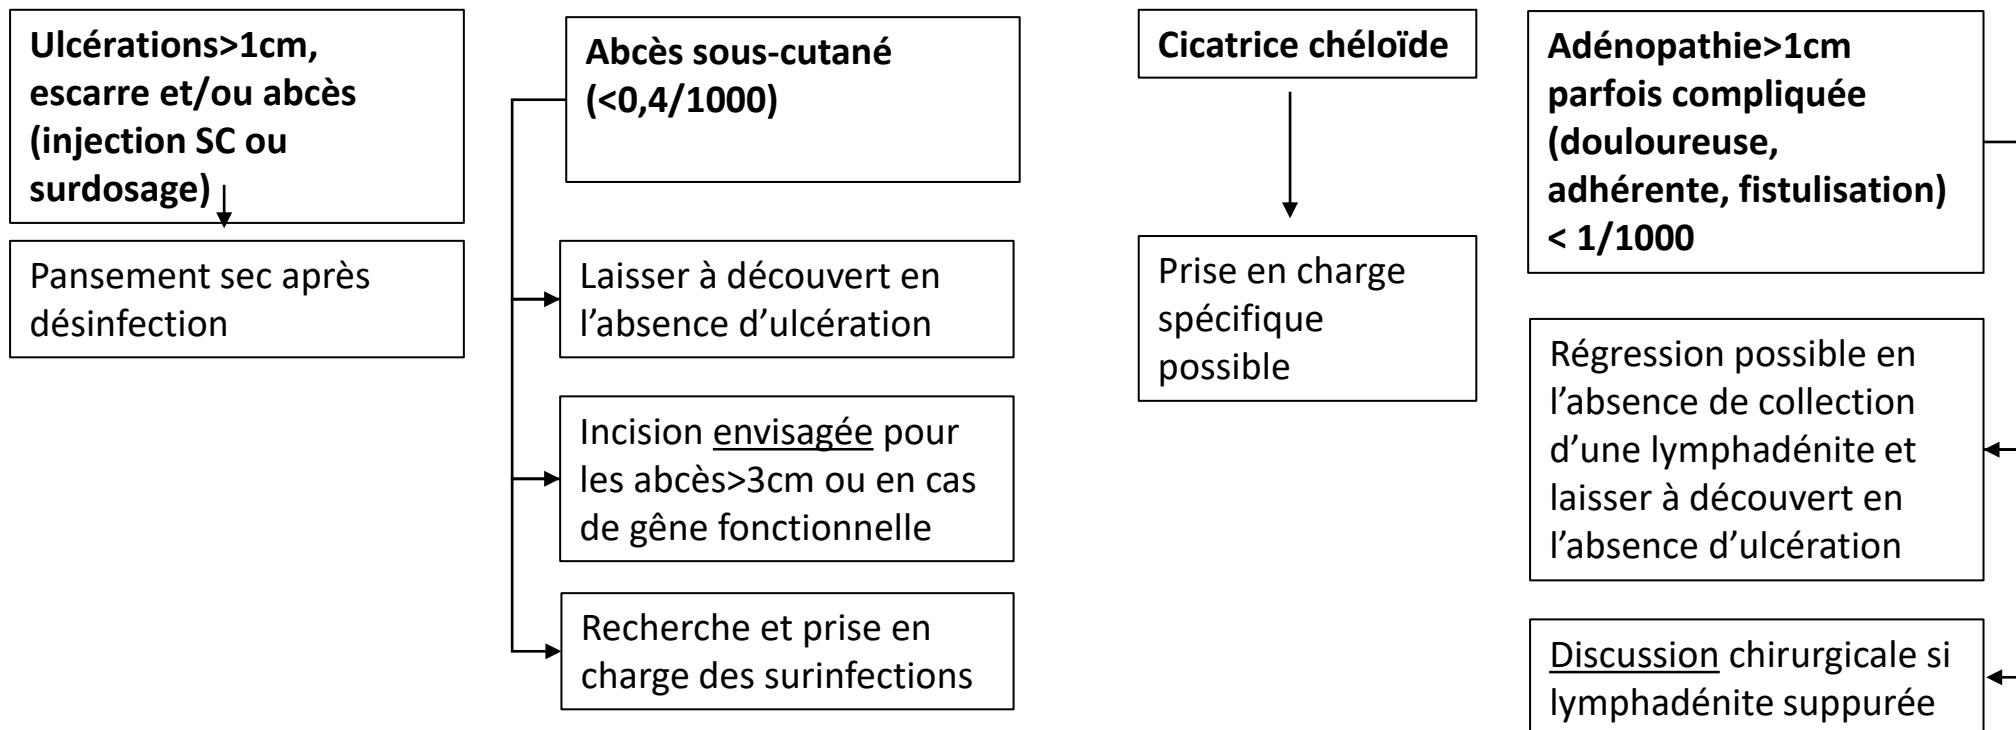 Ulcérations>1cm,
escarre et/ou abcès
(injection SC ou
surdosage)
Pansement sec après
désinfection
Abcès sous-cutané
(<0,4/1000)
Laisser à découvert en
l’absence d’ulcération
Incision envisagée pour
les abcès>3cm ou en cas
de gêne fonctionnelle
Recherche et prise en
charge des surinfections
Cicatrice chéloïde
Prise en charge
spécifique
possible
Adénopathie>1cm
parfois compliquée
(douloureuse,
adhérente, fistulisation)
< 1/1000
Régression possible en
l’absence de collection
d’une lymphadénite et
laisser à découvert en
l’absence d’ulcération
Discussion chirurgicale si
lymphadénite suppurée